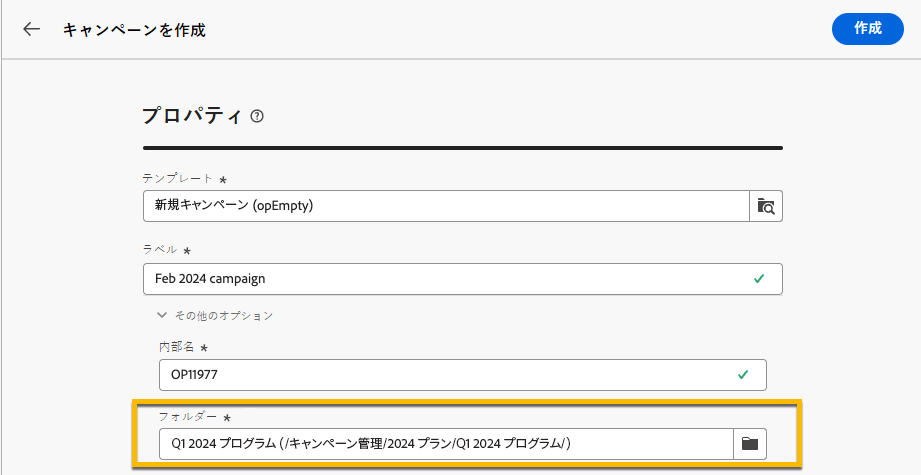 キャンペーンを作成
作成
プロパティ
テンプレート *
新規キャンペーン (opEmpty)
ラベル *
Feb 2024 campaign
その他のオプション
内部名 *
OP11977
フォルダー *
Q1 2024 プログラム (/キャンペーン管理/2024 プラン/Q1 2024 プログラム/)